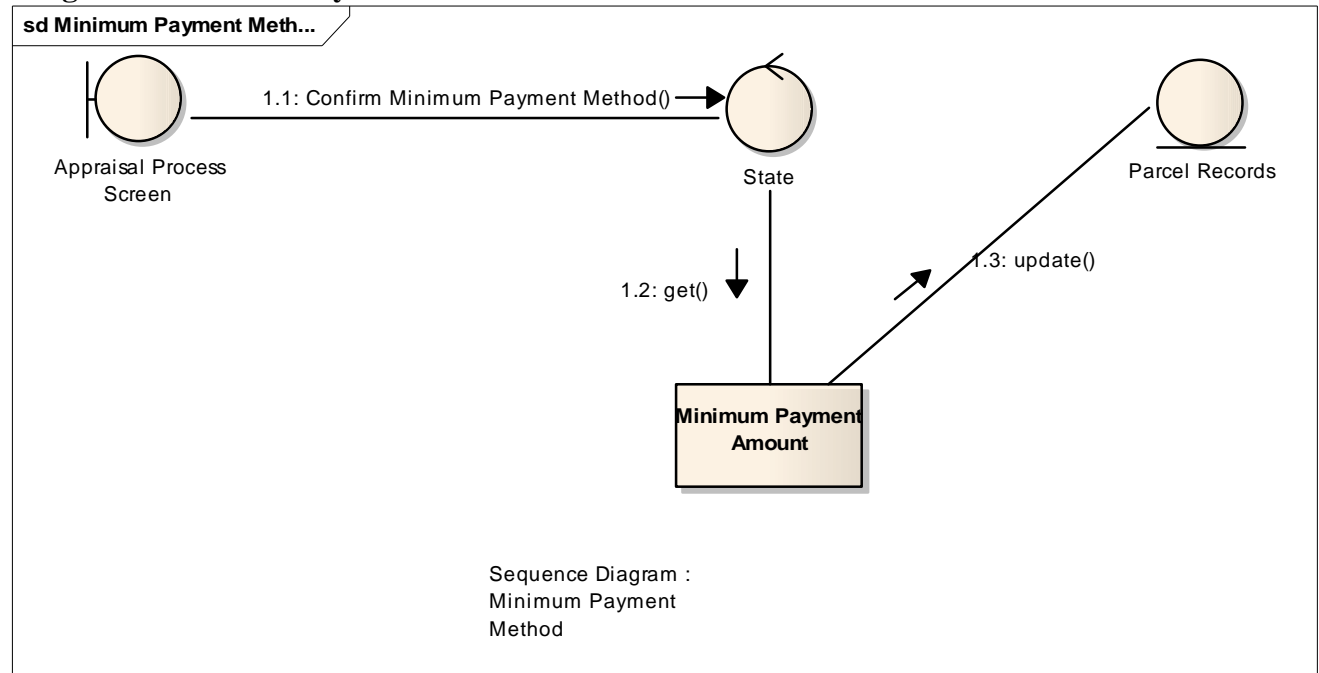 sd Minimum Payment Meth...
1.1: Confirm Minimum Payment Method()
Appraisal Process
Screen
State
Parcel Records
1.2: get()
1.3: update()
Minimum Payment
Amount
Sequence Diagram :
Minimum Payment
Method